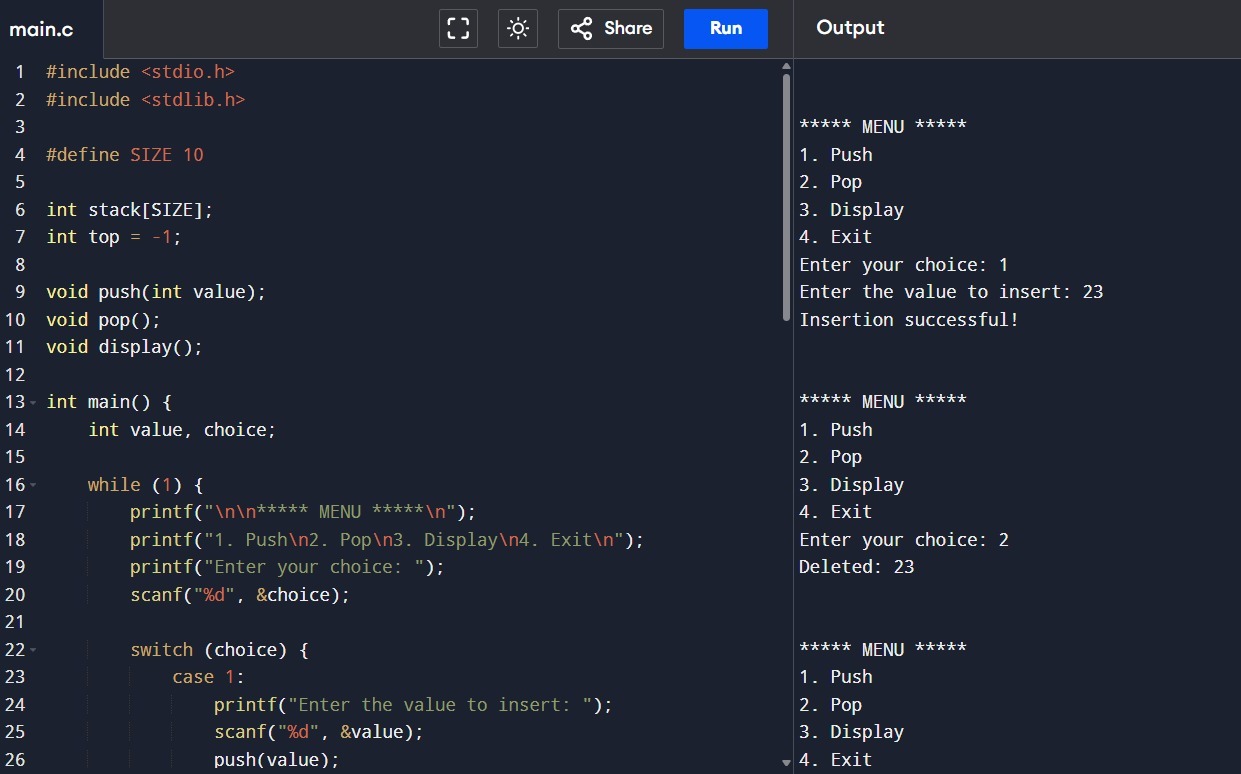 main.c
Share
Run
Output
1 #include <stdio.h>
2 #include <stdlib.h>
3
4 #define SIZE 10
5
6 int stack[SIZE];
7 int top = -1;
8
9 void push(int value);
10 void pop();
11 void display();
12
13 int main() {
14     int value, choice;
15
16     while (1) {
17         printf("\n\n***** MENU *****\n");
18         printf("1. Push\n2. Pop\n3. Display\n4. Exit\n");
19         printf("Enter your choice: ");
20         scanf("%d", &choice);
21
22         switch (choice) {
23             case 1:
24                 printf("Enter the value to insert: ");
25                 scanf("%d", &value);
26                 push(value);
***** MENU *****
1. Push
2. Pop
3. Display
4. Exit
Enter your choice: 1
Enter the value to insert: 23
Insertion successful!
***** MENU *****
1. Push
2. Pop
3. Display
4. Exit
Enter your choice: 2
Deleted: 23
***** MENU *****
1. Push
2. Pop
3. Display
4. Exit